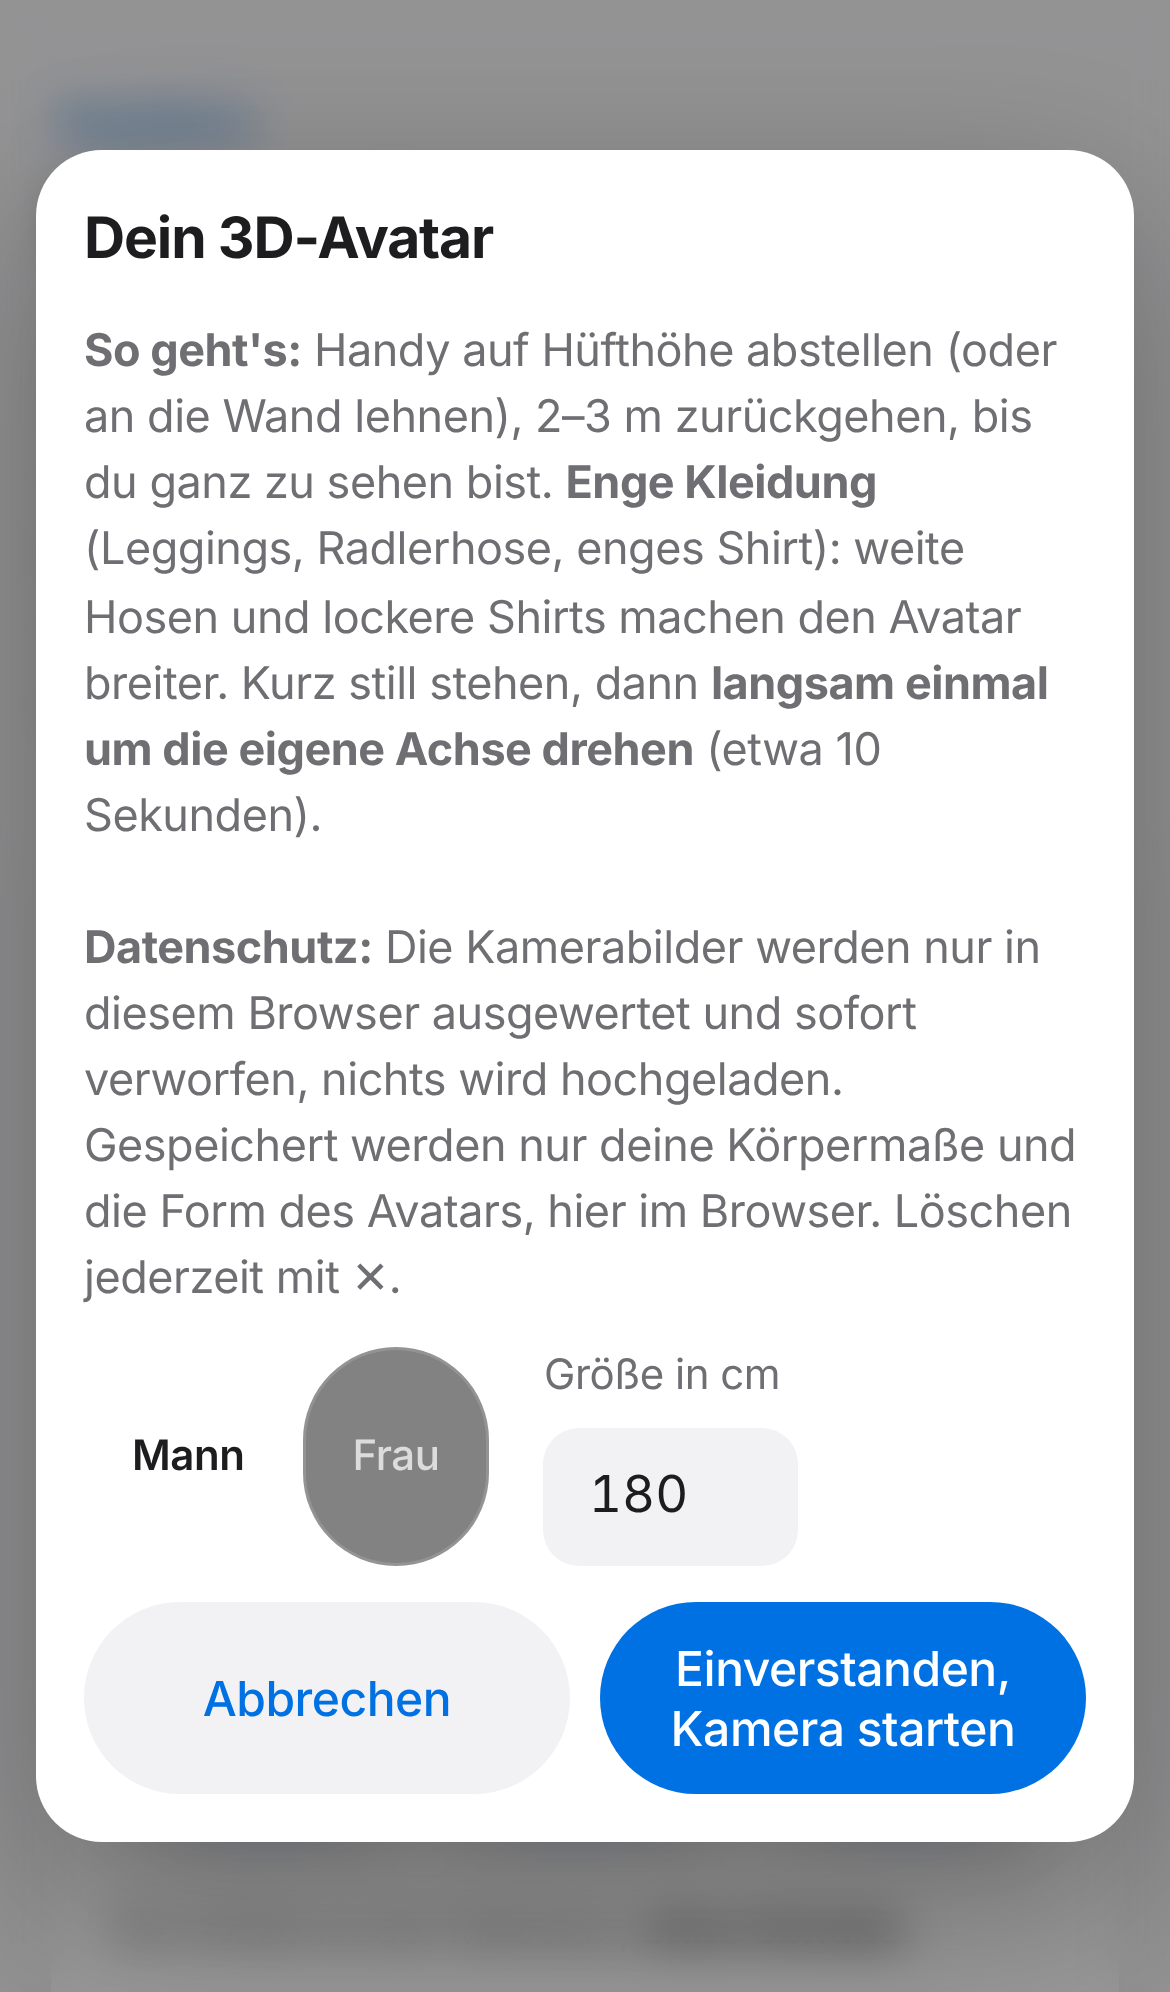 Dein 3D-Avatar
So geht's: Handy auf Hüfthöhe abstellen (oder
an die Wand lehnen), 2–3 m zurückgehen, bis
du ganz zu sehen bist. Enge Kleidung
(Leggings, Radlerhose, enges Shirt): weite
Hosen und lockere Shirts machen den Avatar
breiter. Kurz still stehen, dann langsam einmal
um die eigene Achse drehen (etwa 10
Sekunden).
Datenschutz: Die Kamerabilder werden nur in
diesem Browser ausgewertet und sofort
verworfen, nichts wird hochgeladen.
Gespeichert werden nur deine Körpermaße und
die Form des Avatars, hier im Browser. Löschen
jederzeit mit ✕.
Größe in cm
Mann
Frau
180
Abbrechen
Einverstanden,
Kamera starten